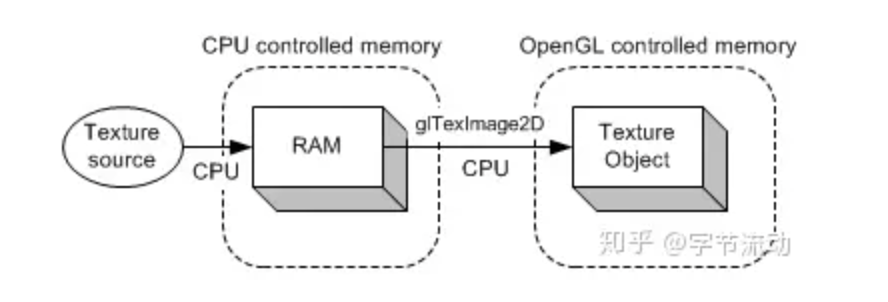 CPU controlled memory
OpenGL controlled memory
Texture
source
CPU
RAM
glTexImage2D
CPU
Texture
Object
知乎 @字节流动